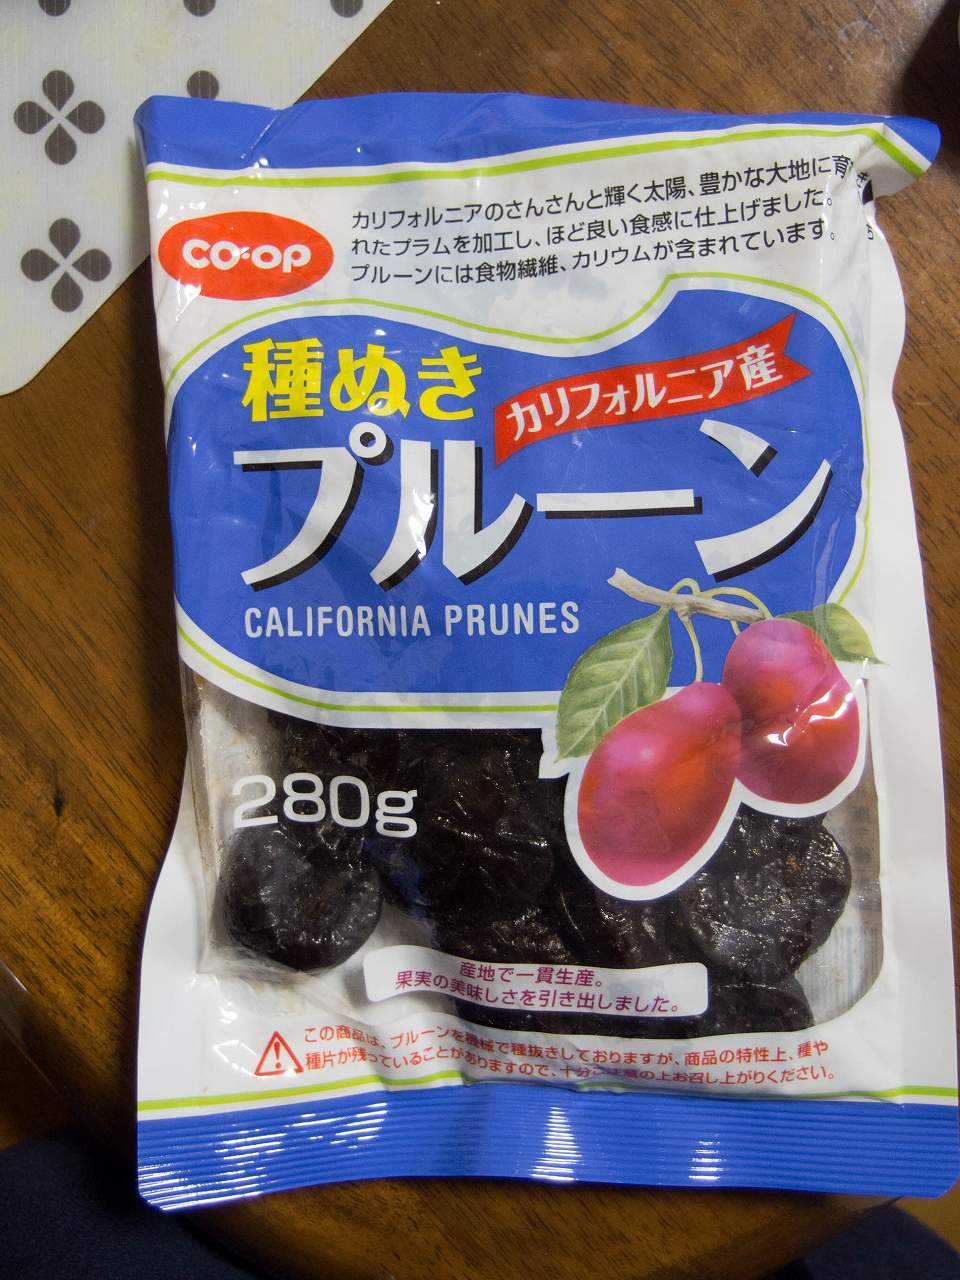 カリフォルニアのさんさんと輝く太陽、豊かな大地に育
れたプラムを加工し、ほど良い食感に仕上げました。
プルーンには食物繊維、カリウムが含まれています。
CO·OP
種ぬき
カリフォルニア産
プルーン
CALIFORNIA PRUNES
280g
産地で一貫生産。
果実の美味しさを引き出しました。
この商品は、プルーンを機械で種抜きしておりますが、商品の特性上、種や
種片が残っていることがありますので、十分ご注意の上お召し上がりください。